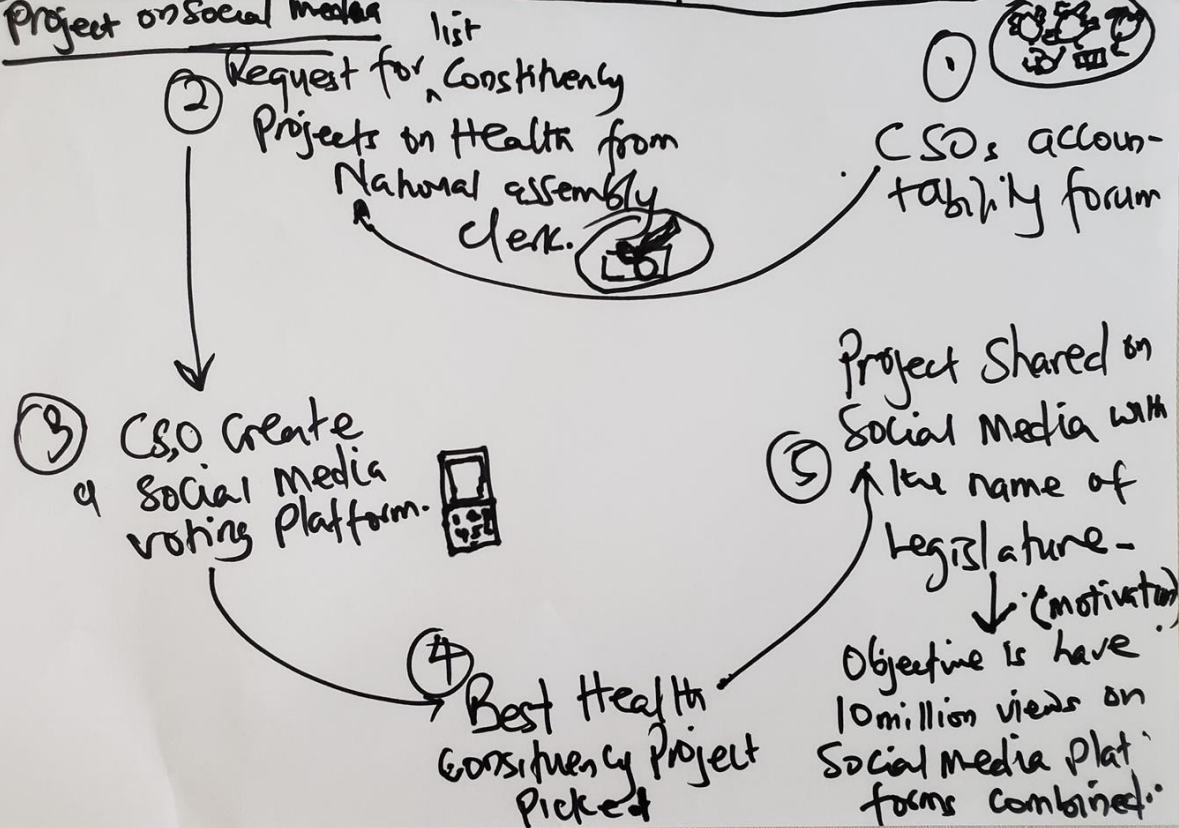 Project on Social media
1
CSOs accoun-
tability forum
2
list
Request for ^ Constituency
Projects on Health from
National assembly
clerk.
3
CSO Create
a social media
voting platform.
4
Best Health
Consituency Project
Picked
5
Project Shared on
Social Media with
the name of
Legislature-
(motivation)
Objective is have
10 million views on
Social media plat
forms combined.